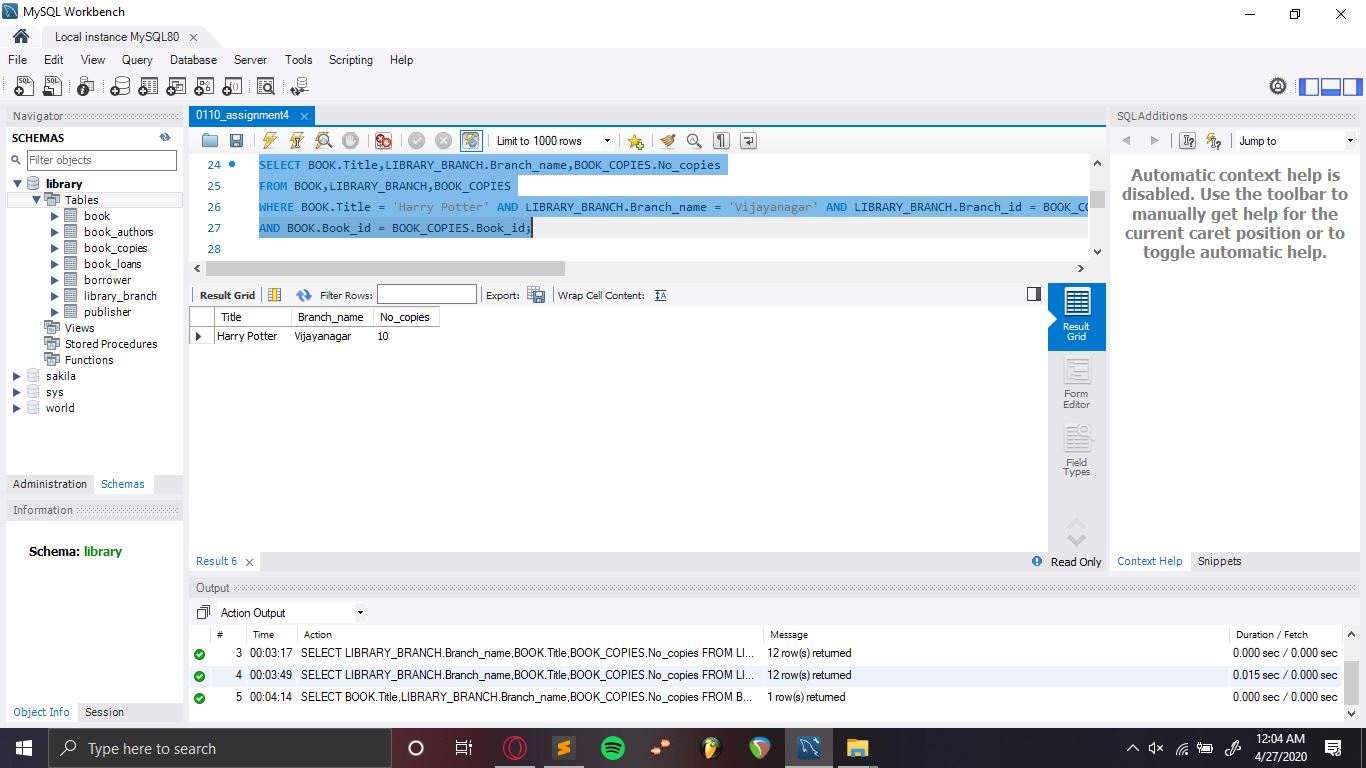 MySQL Workbench
Local instance MySQL80
File Edit View Query Database Server Tools Scripting Help
Navigator
SCHEMAS
Filter objects
library
Tables
book
book_authors
book_copies
book_loans
borrower
library_branch
publisher
Views
Stored Procedures
Functions
sakila
sys
world
Administration Schemas
Information
Schema: library
Object Info Session
0110_assignment4
Limit to 1000 rows
24 SELECT BOOK.Title,LIBRARY_BRANCH.Branch_name,BOOK_COPIES.No_copies
25 FROM BOOK,LIBRARY_BRANCH,BOOK_COPIES
26 WHERE BOOK.Title = 'Harry Potter' AND LIBRARY_BRANCH.Branch_name = 'Vijayanagar' AND LIBRARY_BRANCH.Branch_id = BOOK_CO
27 AND BOOK.Book_id = BOOK_COPIES.Book_id;
28
Result Grid Filter Rows: Export: Wrap Cell Content:
Title Branch_name No_copies
Harry Potter Vijayanagar 10
Result Grid
Form Editor
Field Types
Result 6
Read Only
SQLAdditions
Jump to
Automatic context help is
disabled. Use the toolbar to
manually get help for the
current caret position or to
toggle automatic help.
Context Help Snippets
Output
Action Output
# Time Action Message Duration / Fetch
3 00:03:17 SELECT LIBRARY_BRANCH.Branch_name,BOOK.Title,BOOK_COPIES.No_copies FROM LI... 12 row(s) returned 0.000 sec / 0.000 sec
4 00:03:49 SELECT LIBRARY_BRANCH.Branch_name,BOOK.Title,BOOK_COPIES.No_copies FROM LI... 12 row(s) returned 0.015 sec / 0.000 sec
5 00:04:14 SELECT BOOK.Title,LIBRARY_BRANCH.Branch_name,BOOK_COPIES.No_copies FROM B... 1 row(s) returned 0.000 sec / 0.000 sec
Type here to search
12:04 AM
4/27/2020